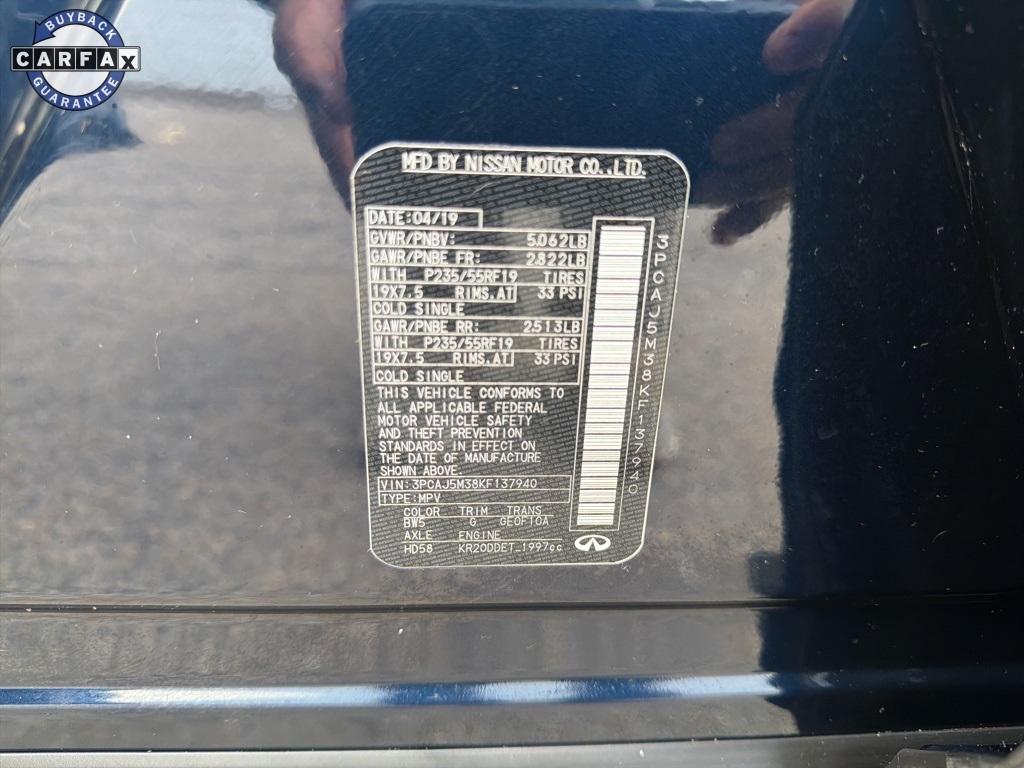 BUYBACK
CARFAX
GUARANTEE
MFD BY NISSAN MOTOR CO.,LTD.
DATE:04/19
GVWR/PNBV: 5,062LB
GAWR/PNBE FR: 2,822LB
WITH P235/55RF19 TIRES
19X7.5 RIMS.AT 33 PSI
COLD SINGLE
GAWR/PNBE RR: 2,513LB
WITH P235/55RF19 TIRES
19X7.5 RIMS.AT 33 PSI
COLD SINGLE
THIS VEHICLE CONFORMS TO
ALL APPLICABLE FEDERAL
MOTOR VEHICLE SAFETY
AND THEFT PREVENTION
STANDARDS IN EFFECT ON
THE DATE OF MANUFACTURE
SHOWN ABOVE.
VIN:3PCAJ5M38KF137940
TYPE:MPV
COLOR TRIM TRANS
BW5 G GE0F10A
AXLE ENGINE
HD58 KR20DDET_1997cc
3PCAJ5M38KF137940